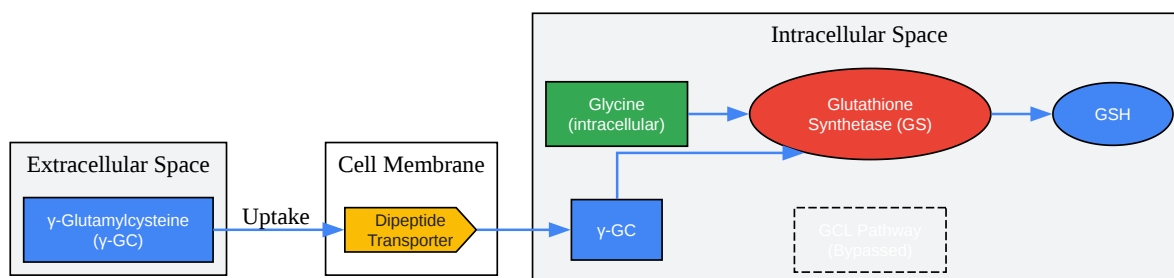 Extracellular Space
γ-Glutamylcysteine
(γ-GC)
Uptake
Cell Membrane
Dipeptide
Transporter
Intracellular Space
Glycine
(intracellular)
Glutathione
Synthetase (GS)
GSH
γ-GC
GCL Pathway
(Bypassed)